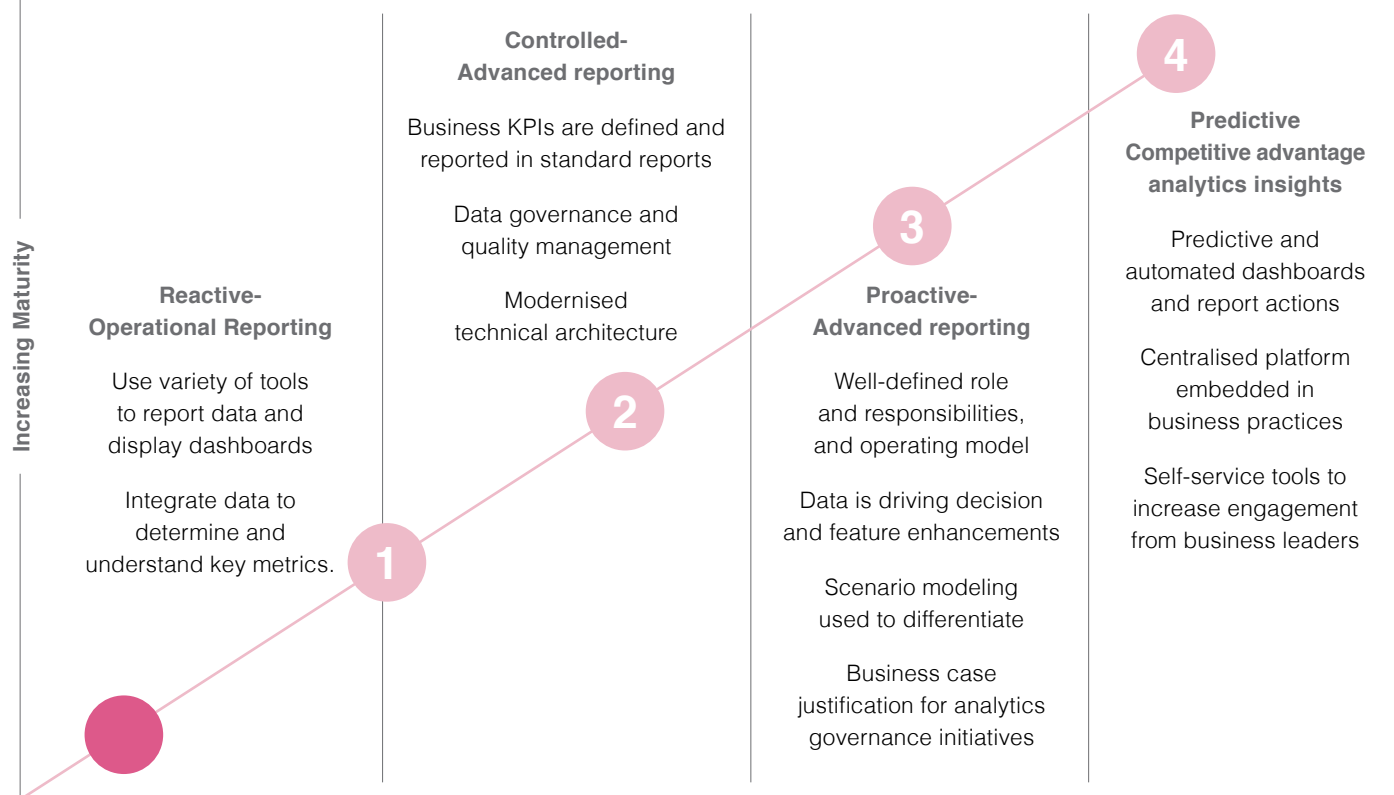 Increasing Maturity
Reactive-
Operational Reporting
Use variety of tools
to report data and
display dashboards
Integrate data to
determine and
understand key metrics.
1
Controlled-
Advanced reporting
Business KPIs are defined and
reported in standard reports
Data governance and
quality management
Modernised
technical architecture
2
3
Proactive-
Advanced reporting
Well-defined role
and responsibilities,
and operating model
Data is driving decision
and feature enhancements
Scenario modeling
used to differentiate
Business case
justification for analytics
governance initiatives
4
Predictive
Competitive advantage
analytics insights
Predictive and
automated dashboards
and report actions
Centralised platform
embedded in
business practices
Self-service tools to
increase engagement
from business leaders